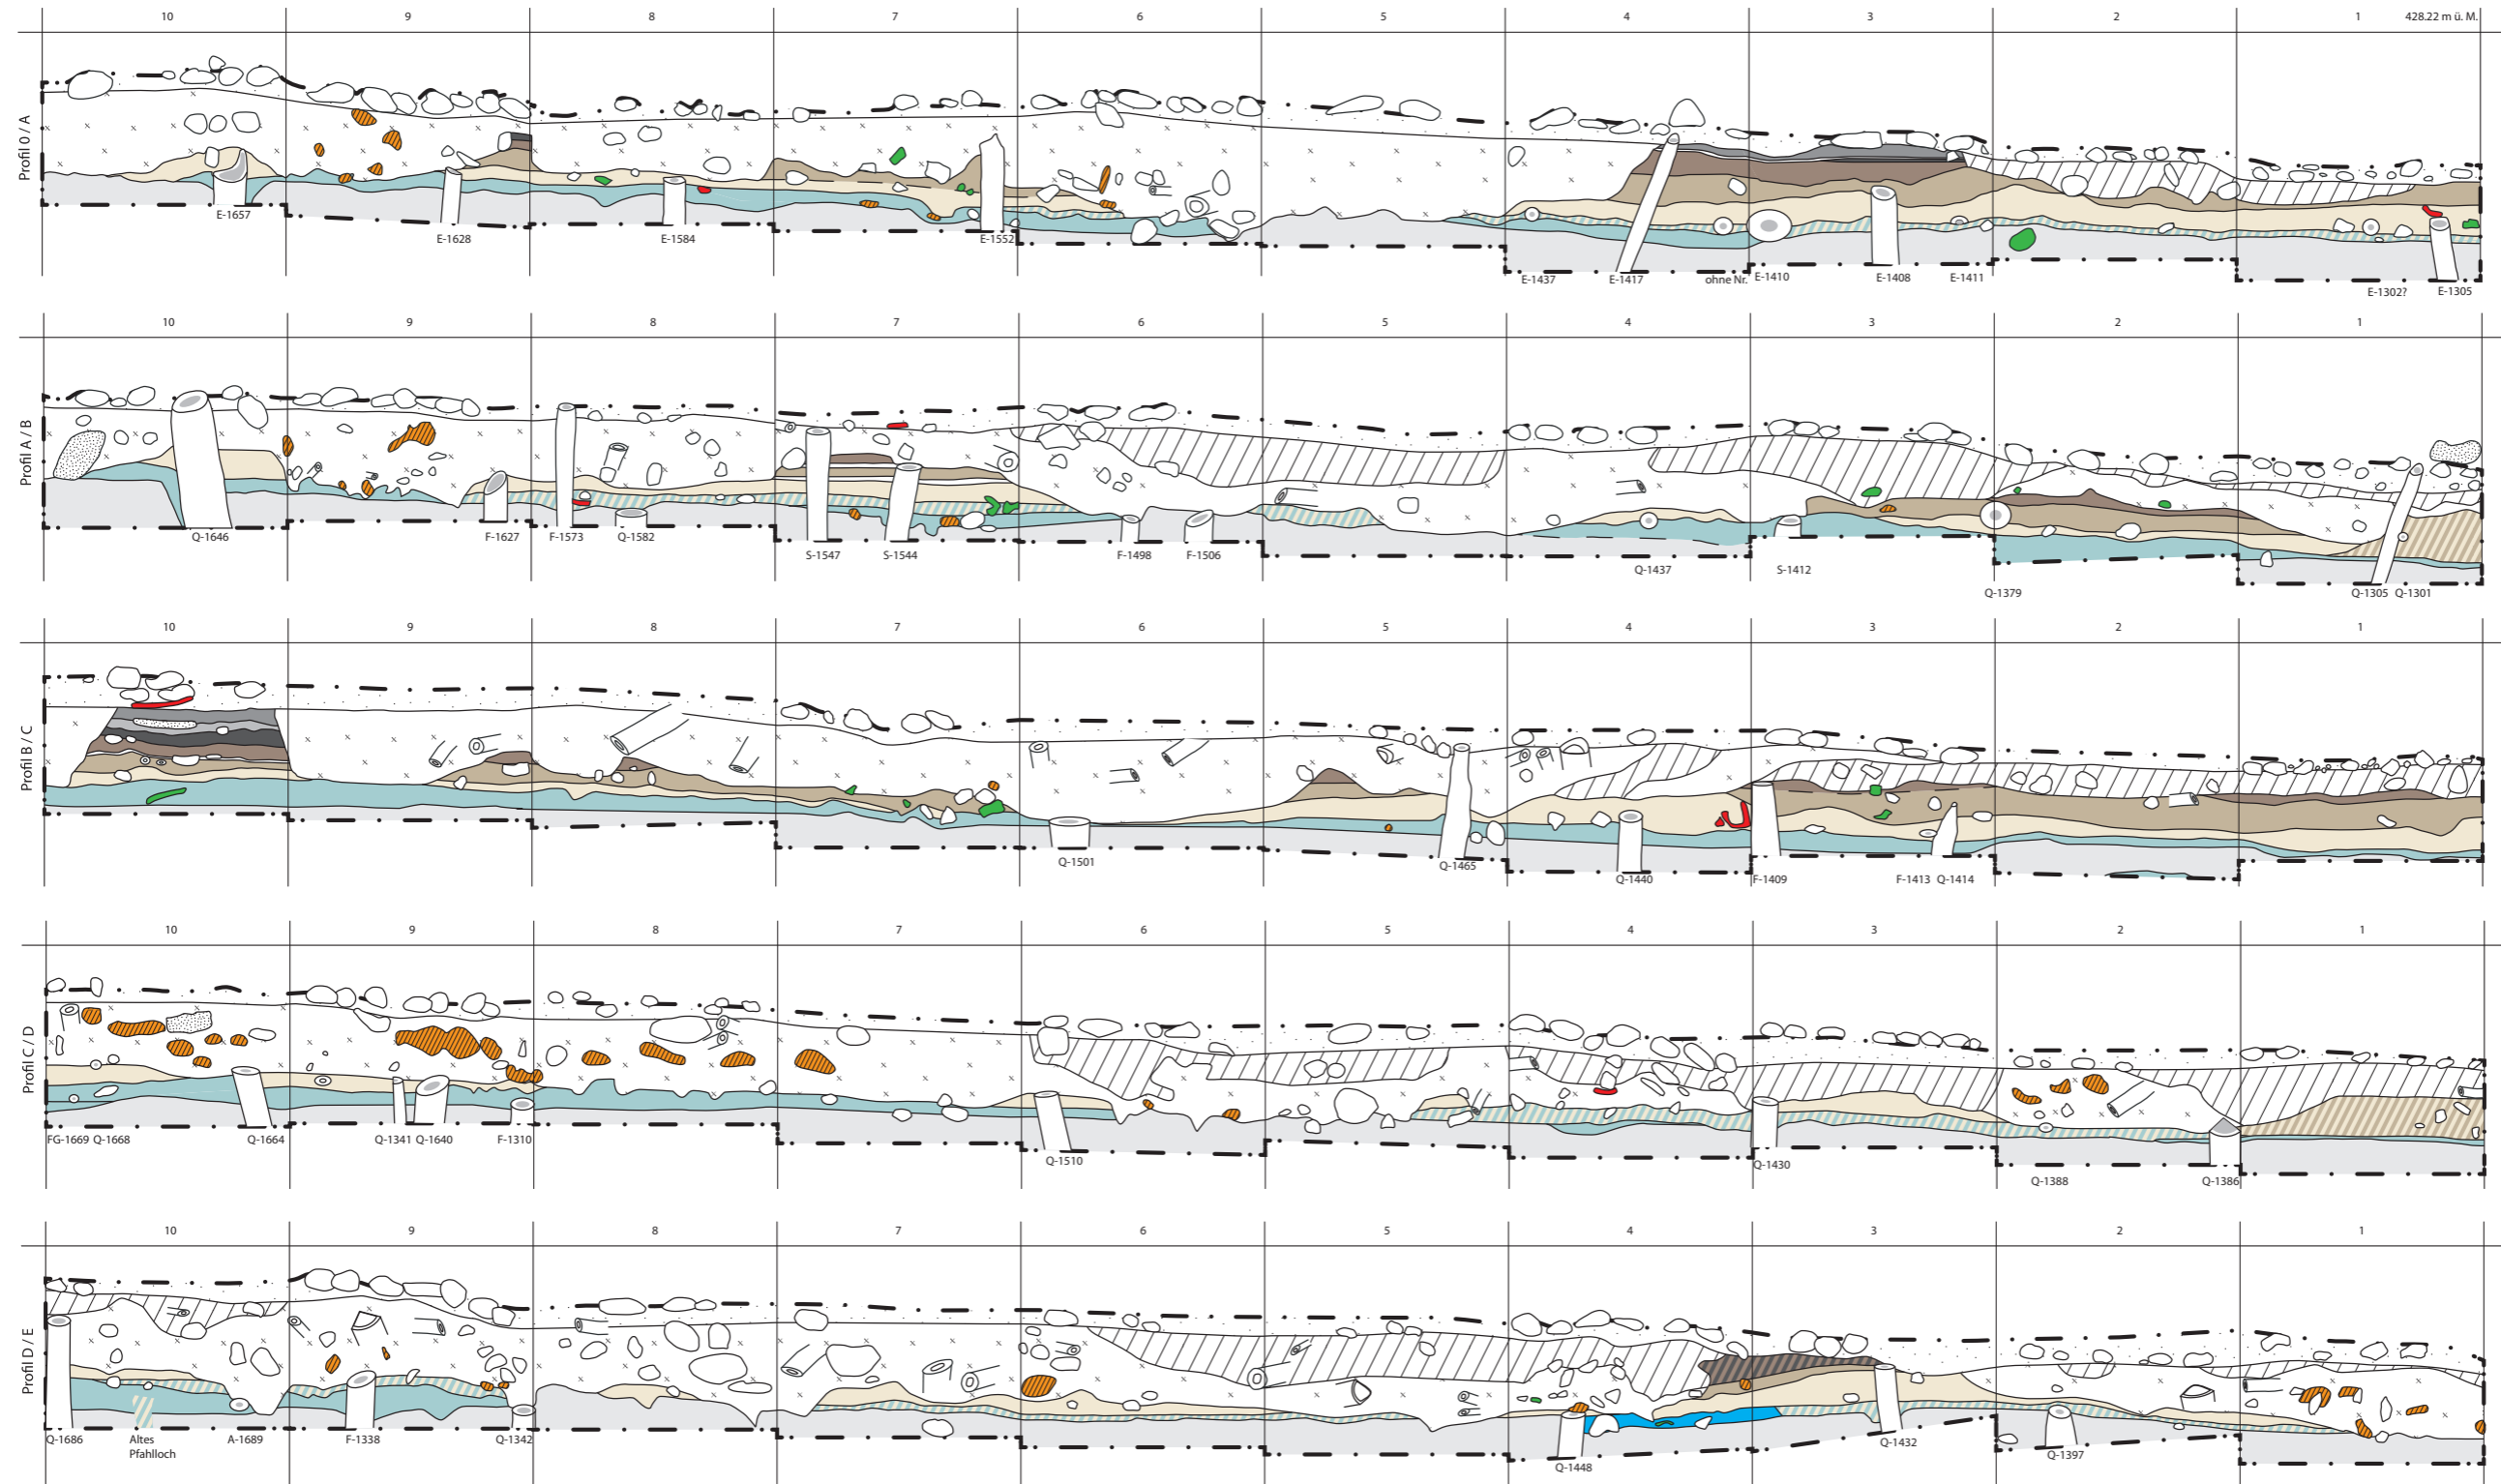 10 9 8 7 6 5 4 3 2 1 428.22 m ü. M.
Profil 0 / A
E-1657 E-1628 E-1584 E-1552 E-1437 E-1417 ohne Nr. E-1410 E-1408 E-1411 E-1302? E-1305
10 9 8 7 6 5 4 3 2 1
Profil A / B
Q-1646 F-1627 F-1573 Q-1582 S-1547 S-1544 F-1498 F-1506 Q-1437 S-1412 Q-1379 Q-1305 Q-1301
10 9 8 7 6 5 4 3 2 1
Profil B / C
Q-1501 Q-1465 Q-1440 F-1409 F-1413 Q-1414
10 9 8 7 6 5 4 3 2 1
Profil C / D
FG-1669 Q-1668 Q-1664 Q-1341 Q-1640 F-1310 Q-1510 Q-1430 Q-1388 Q-1386
10 9 8 7 6 5 4 3 2 1
Profil D / E
Q-1686 Altes A-1689 F-1338 Q-1342 Q-1448 Q-1432 Q-1397
Pfahlloch